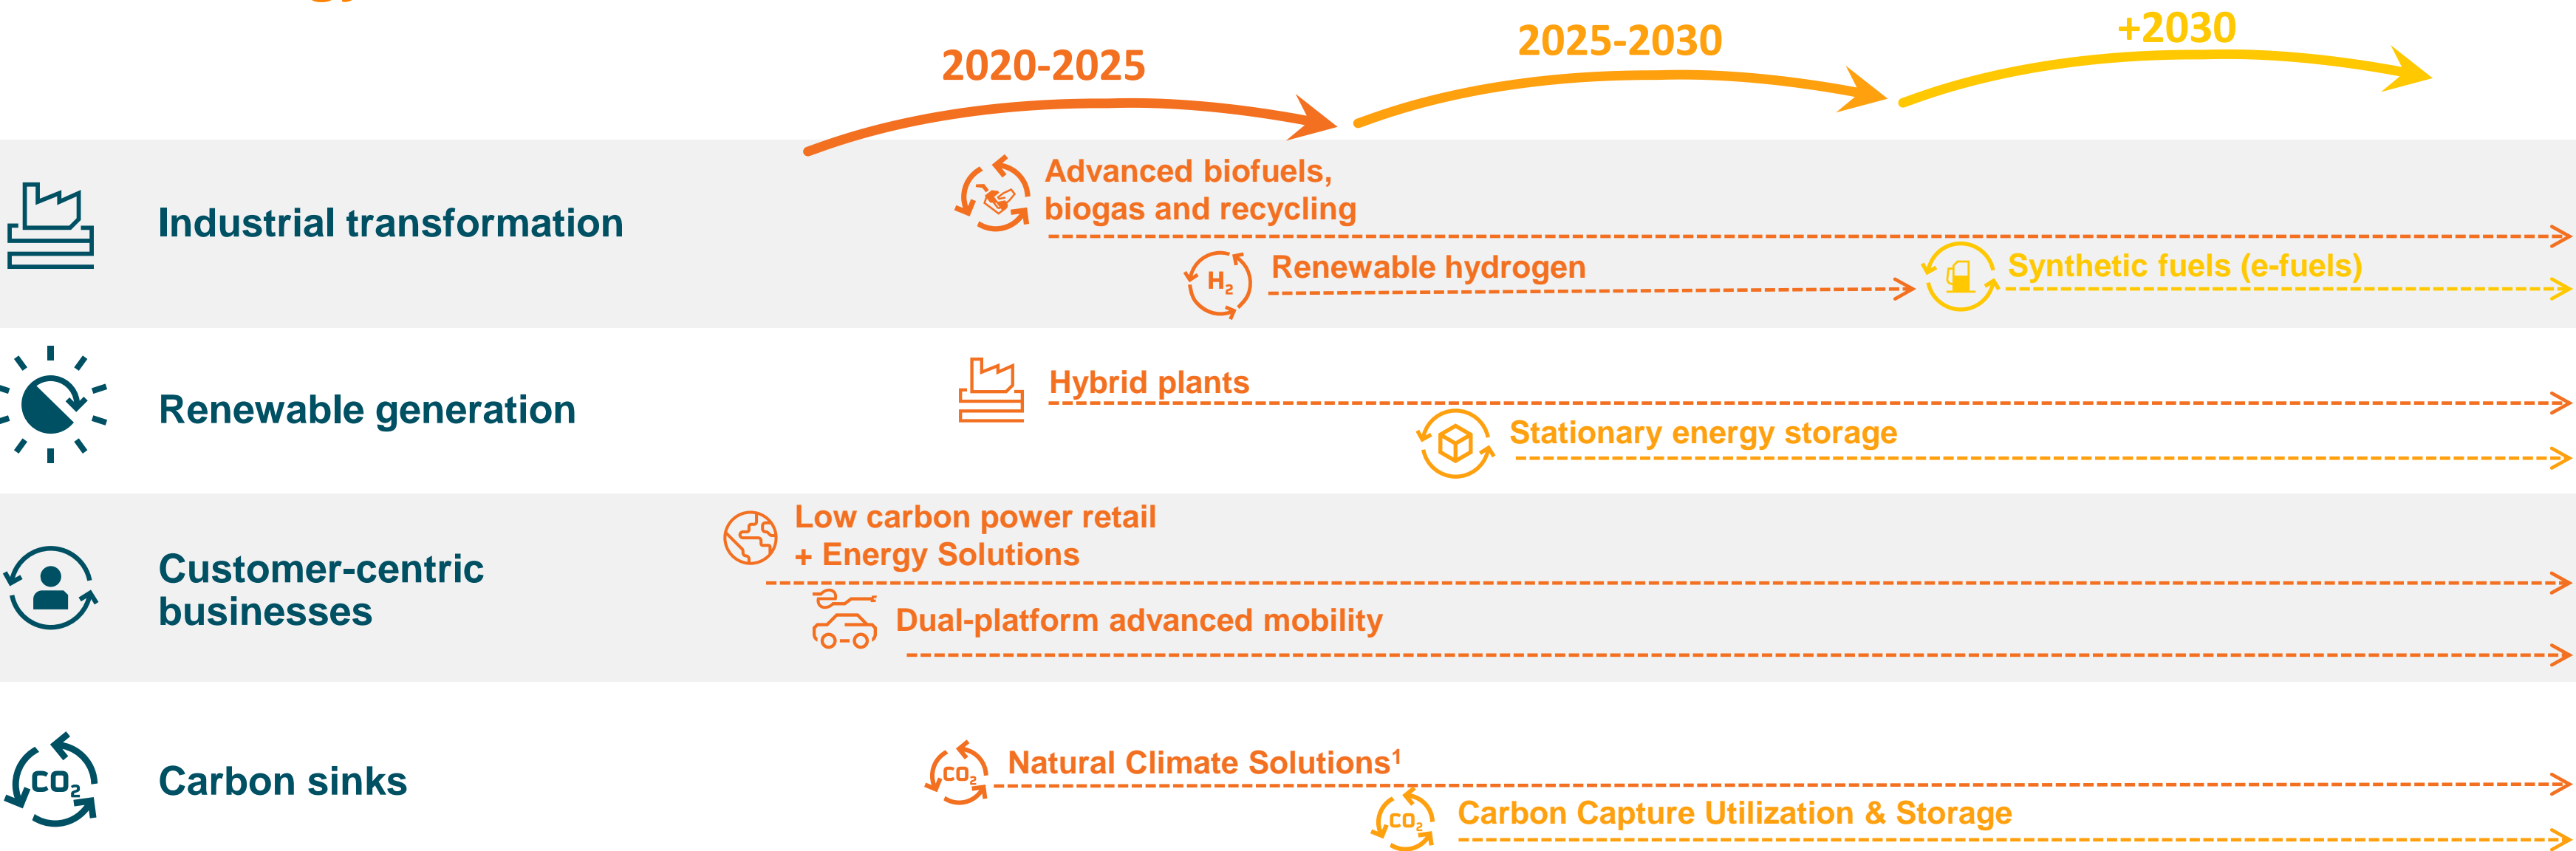 2020-2025
2025-2030
+2030
Industrial transformation
Advanced biofuels,
biogas and recycling
H₂
Renewable hydrogen
Synthetic fuels (e-fuels)
Renewable generation
Hybrid plants
Stationary energy storage
Customer-centric
businesses
Low carbon power retail
+ Energy Solutions
Dual-platform advanced mobility
CO₂
Carbon sinks
CO₂
Natural Climate Solutions¹
CO₂
Carbon Capture Utilization & Storage